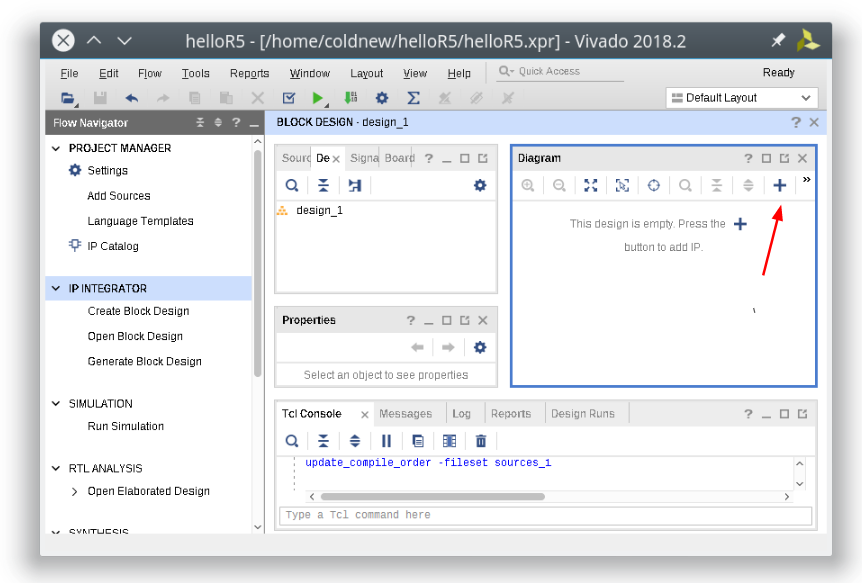 helloR5 - [/home/coldnew/helloR5/helloR5.xpr] - Vivado 2018.2
File Edit Flow Tools Reports Window Layout View Help Quick Access Ready
Default Layout
Flow Navigator
PROJECT MANAGER
Settings
Add Sources
Language Templates
IP Catalog
IP INTEGRATOR
Create Block Design
Open Block Design
Generate Block Design
SIMULATION
Run Simulation
RTL ANALYSIS
Open Elaborated Design
SYNTHESIS
BLOCK DESIGN - design_1
Sourc De Signa Board
design_1
Properties
Select an object to see properties
Diagram
This design is empty. Press the
button to add IP.
Tcl Console Messages Log Reports Design Runs
update_compile_order -fileset sources_1
Type a Tcl command here